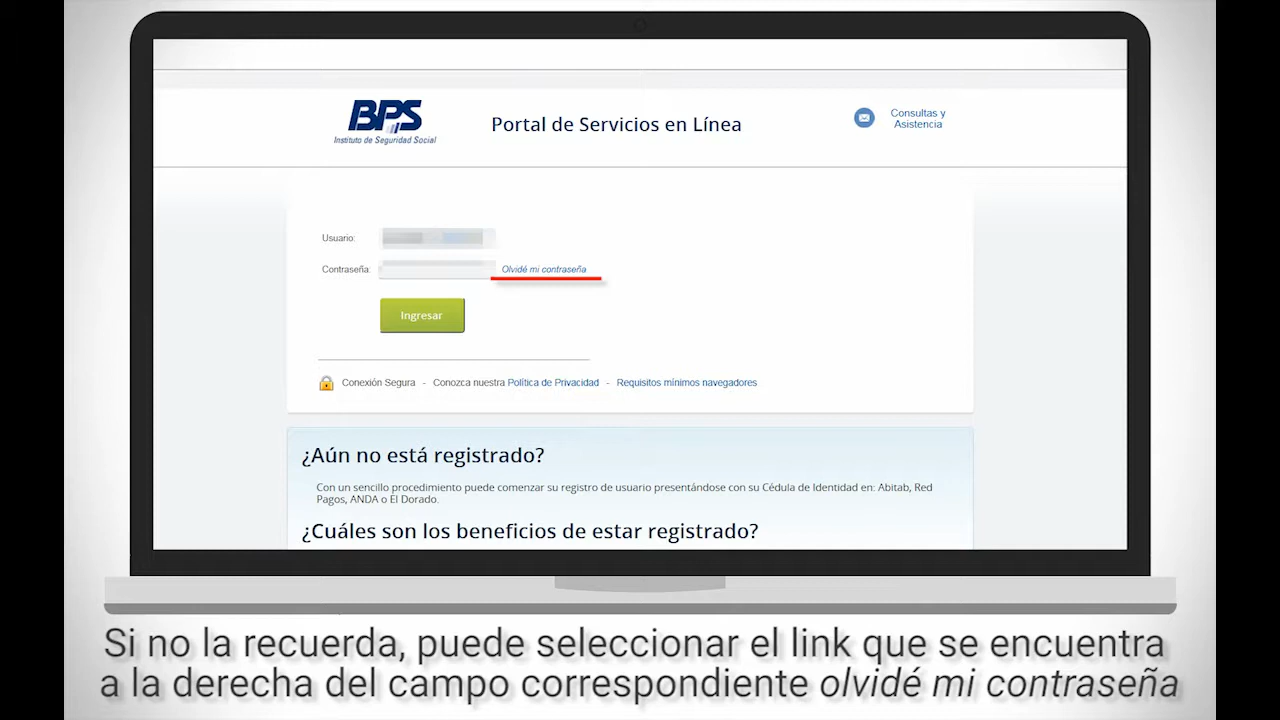 BPS
Instituto de Seguridad Social
Portal de Servicios en Línea
Consultas y
Asistencia
Usuario:
Contraseña:
Olvidé mi contraseña
Ingresar
Conexión Segura - Conozca nuestra Política de Privacidad - Requisitos mínimos navegadores
¿Aún no está registrado?
Con un sencillo procedimiento puede comenzar su registro de usuario presentándose con su Cédula de Identidad en: Abitab, Red
Pagos, ANDA o El Dorado.
¿Cuáles son los beneficios de estar registrado?
Si no la recuerda, puede seleccionar el link que se encuentra
a la derecha del campo correspondiente olvidé mi contraseña